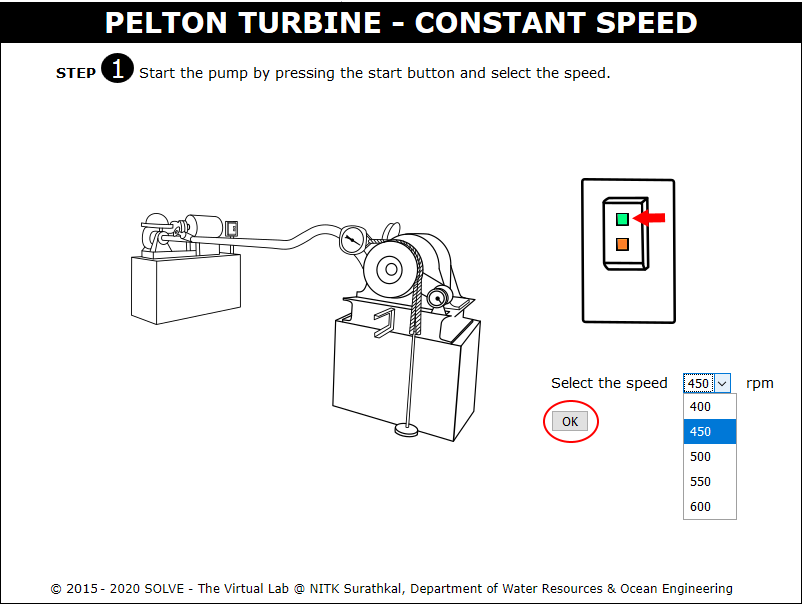 PELTON TURBINE - CONSTANT SPEED
STEP 1 Start the pump by pressing the start button and select the speed.
Select the speed 450 rpm
400
OK
450
500
550
600
© 2015 - 2020 SOLVE - The Virtual Lab @ NITK Surathkal, Department of Water Resources & Ocean Engineering